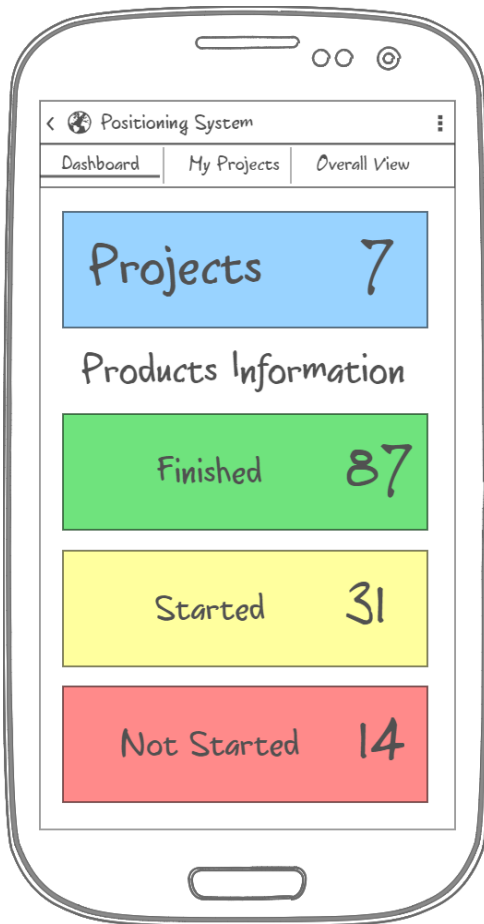 Positioning System
Dashboard My Projects Overall View
Projects 7
Products Information
Finished 87
Started 31
Not Started 14